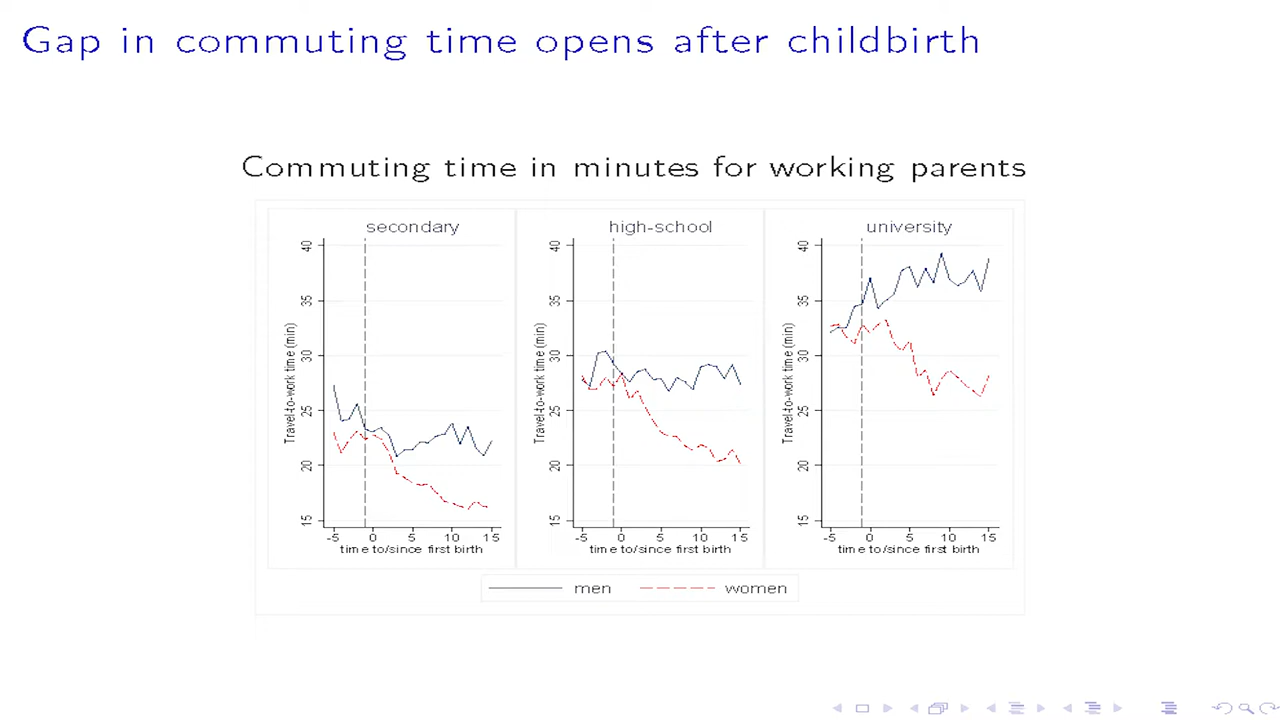 Gap in commuting time opens after childbirth
Commuting time in minutes for working parents
secondary
high-school
university
Travel-to-work time (min)
40
35
30
25
20
15
-5 0 5 10 15
time to/since first birth
Travel-to-work time (min)
40
35
30
25
20
15
-5 0 5 10 15
time to/since first birth
Travel-to-work time (min)
40
35
30
25
20
15
-5 0 5 10 15
time to/since first birth
men
women